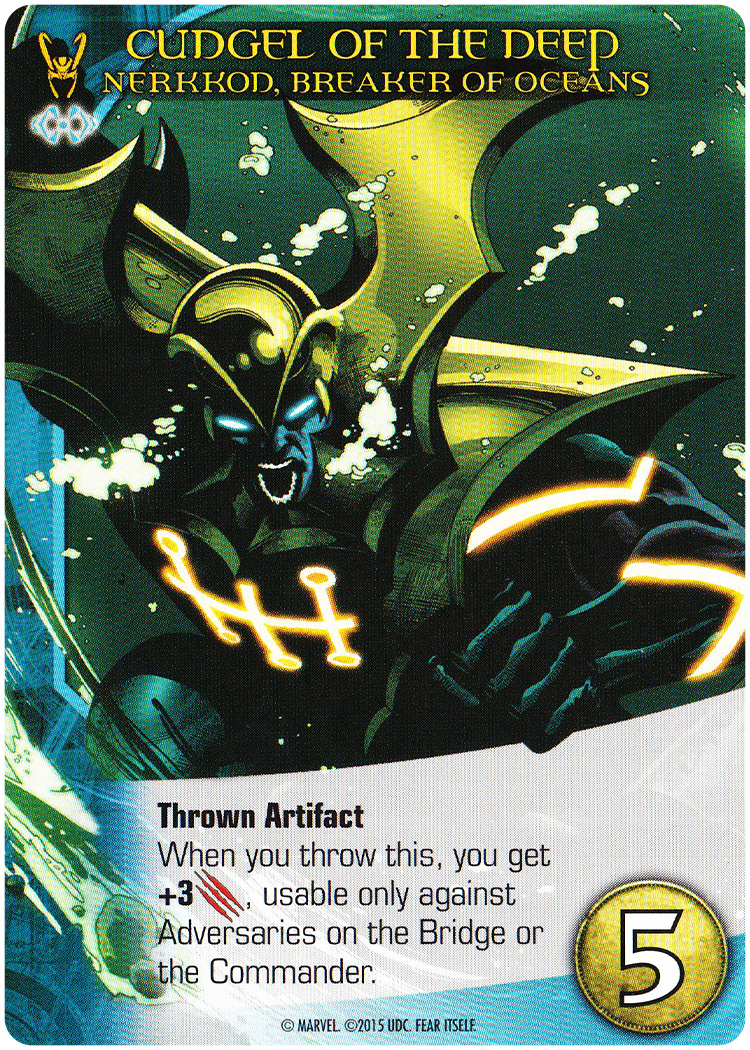 CUDGEL OF THE DEEP
NERKKOD, BREAKER OF OCEANS
Thrown Artifact
When you throw this, you get
+3, usable only against
Adversaries on the Bridge or
the Commander.
5
© MARVEL. ©2015 UDC. FEAR ITSELF.